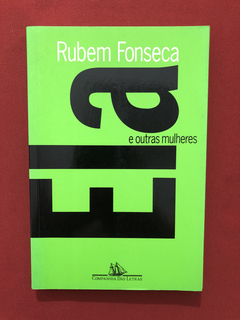 Rubem Fonseca
Ela
e outras mulheres
Companhia Das Letras